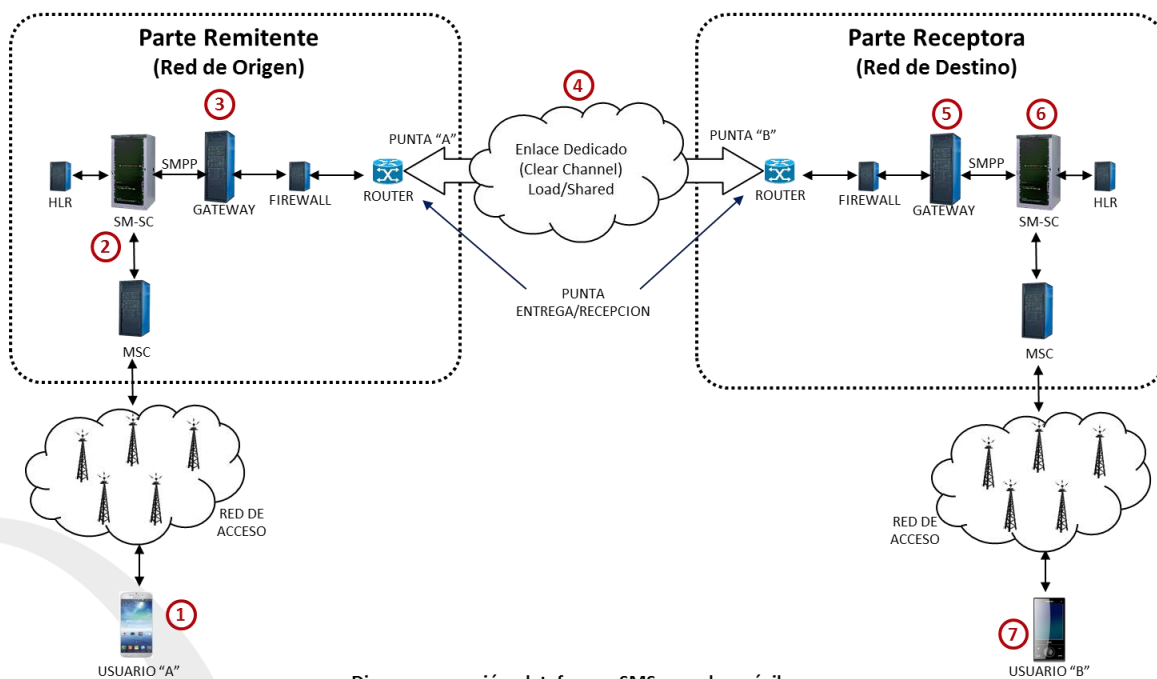 Parte Remitente
(Red de Origen)
3
HLR
SMPP
SM-SC
GATEWAY
FIREWALL
ROUTER
PUNTA "A"
2
MSC
RED DE
ACCESO
1
USUARIO "A"
4
Enlace Dedicado
(Clear Channel)
Load/Shared
PUNTA
ENTREGA/RECEPCION
Parte Receptora
(Red de Destino)
PUNTA "B"
5
6
ROUTER
FIREWALL
GATEWAY
SMPP
SM-SC
HLR
MSC
RED DE
ACCESO
7
USUARIO "B"